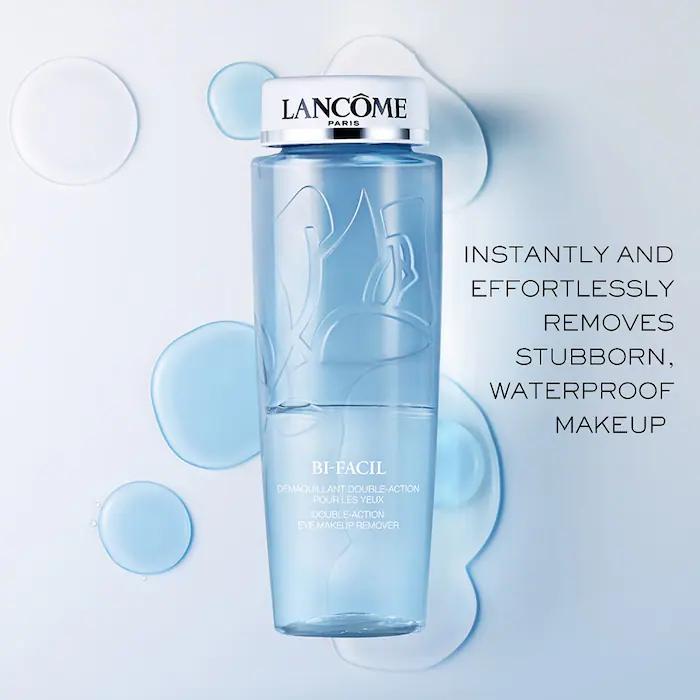 LANCÔME
PARIS
INSTANTLY AND
EFFORTLESSLY
REMOVES
STUBBORN,
WATERPROOF
MAKEUP
BI-FACIL
DÉMAQUILLANT DOUBLE-ACTION
POUR LES YEUX
DOUBLE-ACTION
EYE MAKEUP REMOVER